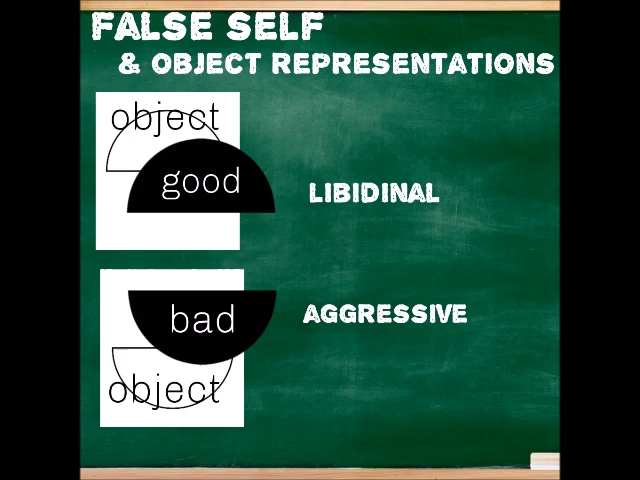 FALSE SELF
& OBJECT REPRESENTATIONS
object
good
LIBIDINAL
bad
AGGRESSIVE
object